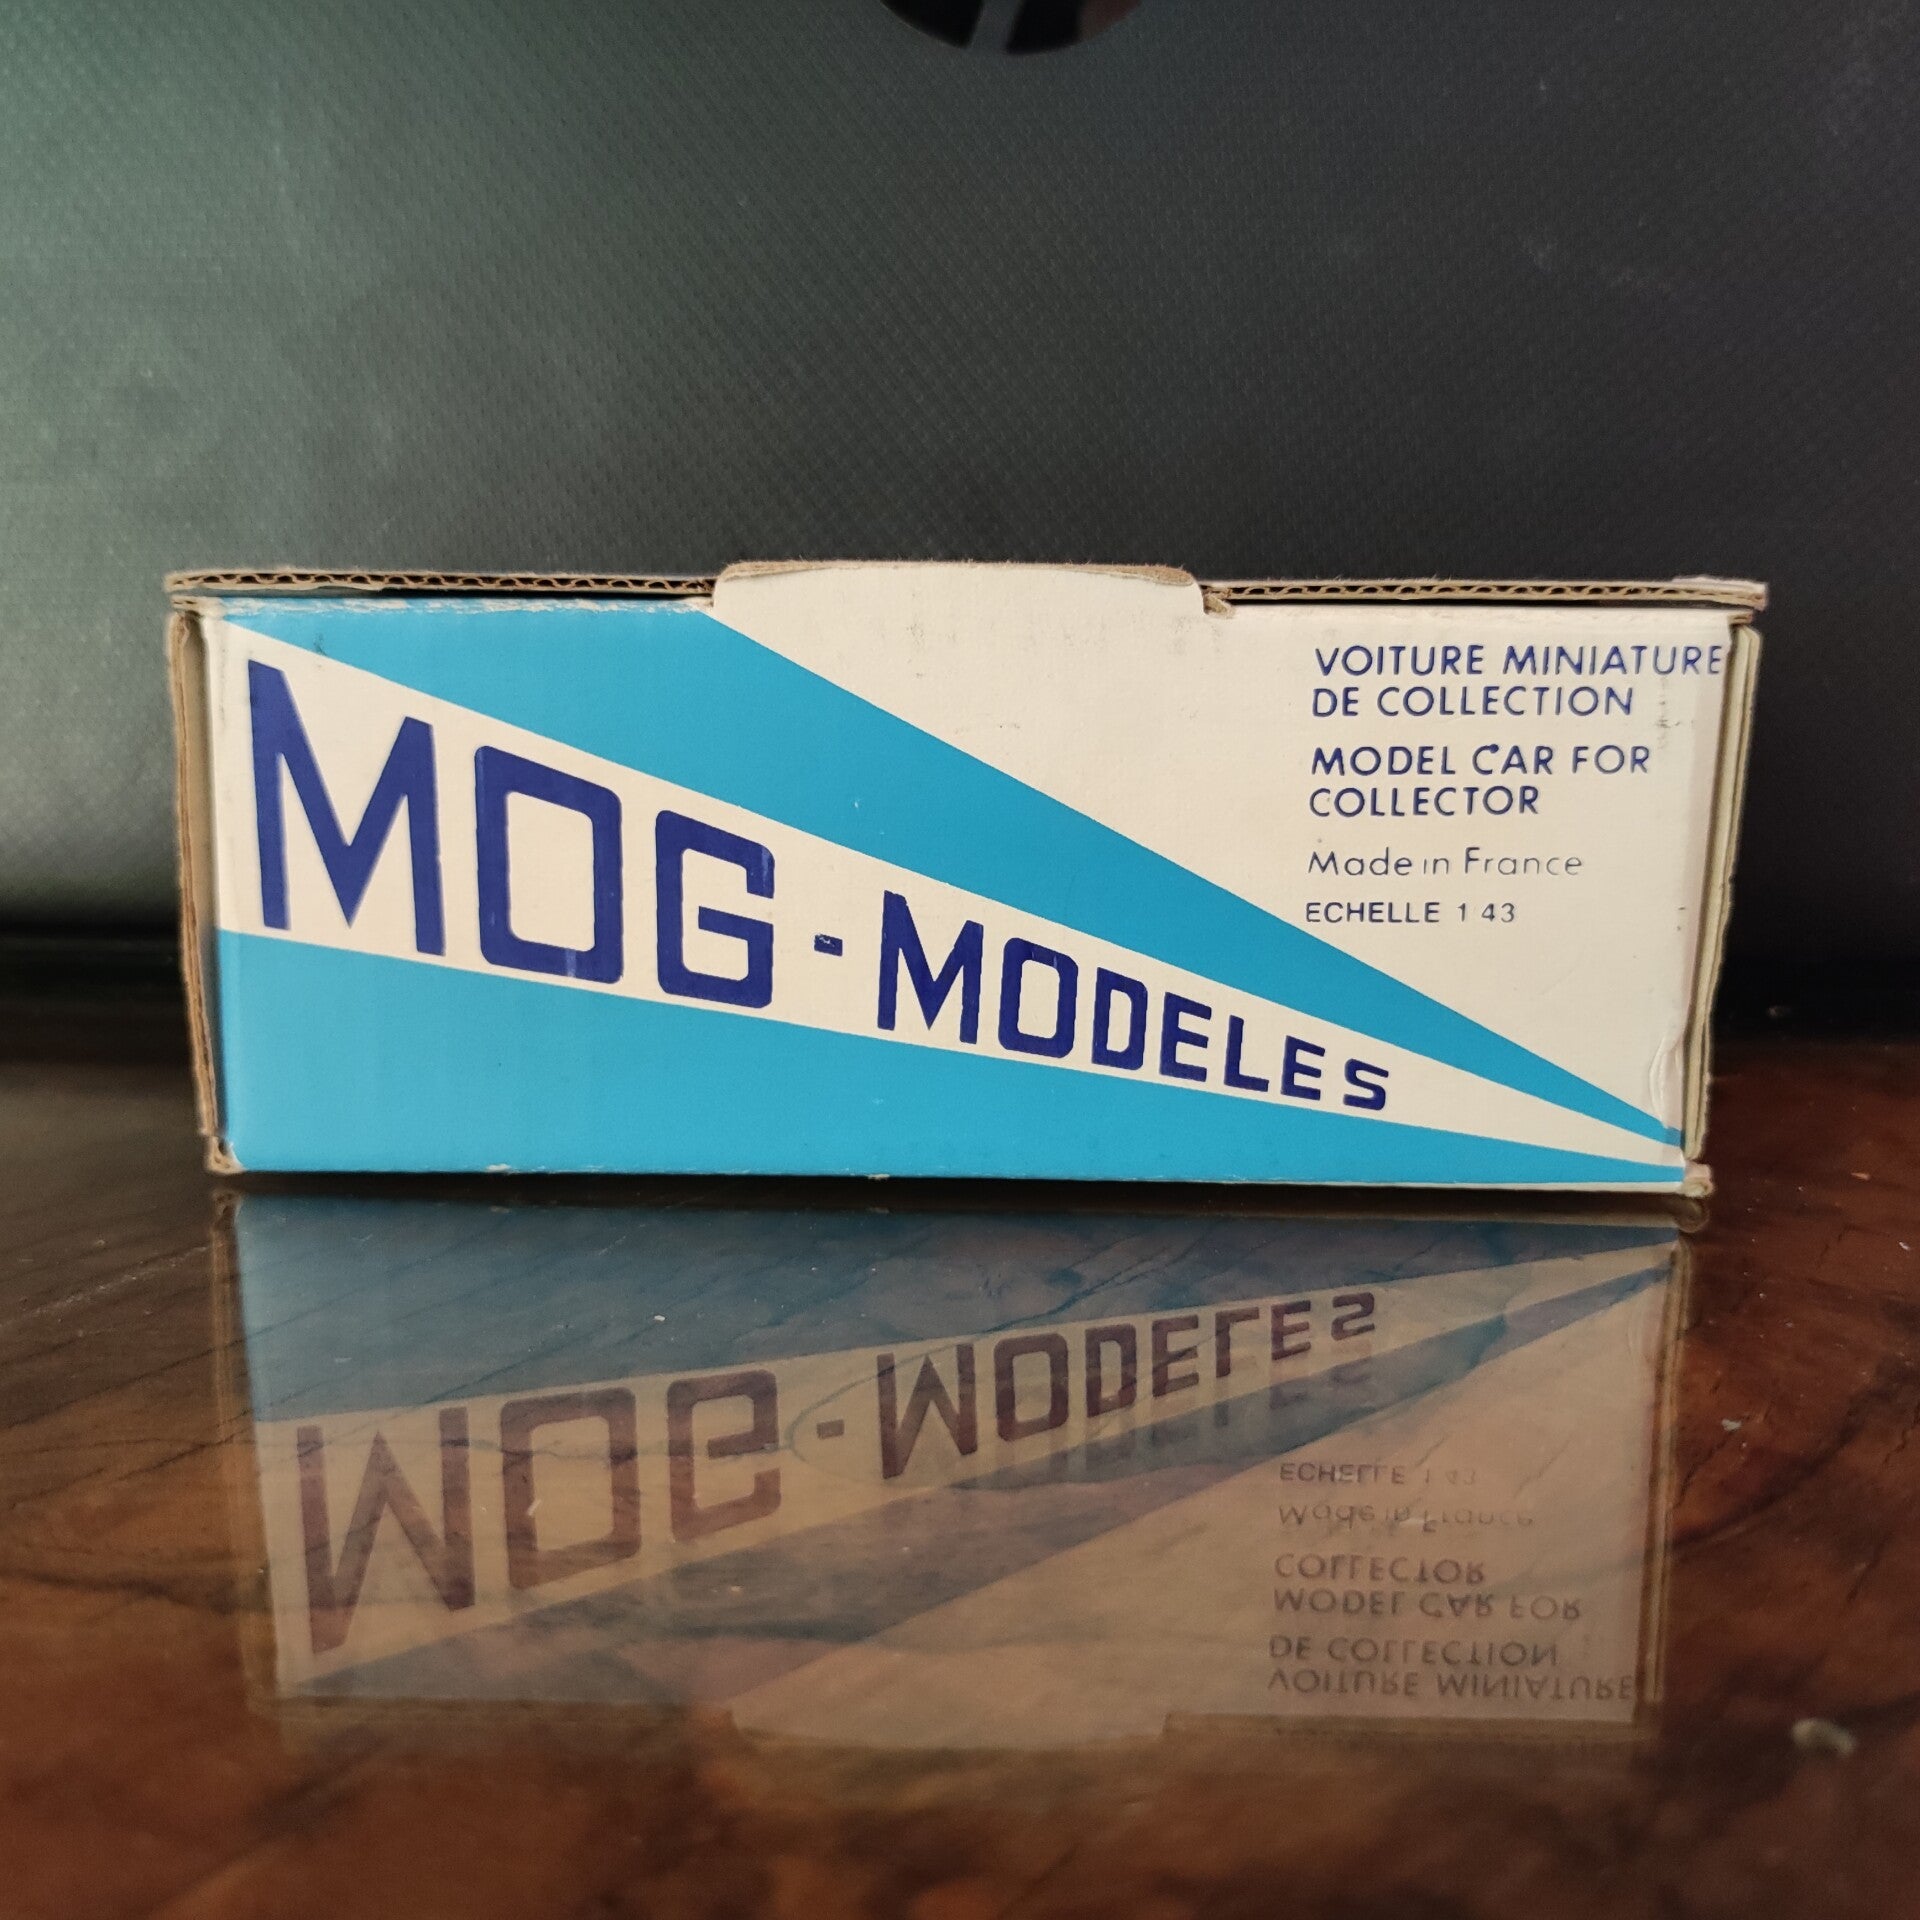 MOG - MODELES
VOITURE MINIATURE
DE COLLECTION
MODEL CAR FOR
COLLECTOR
Made in France
ECHELLE 1 43